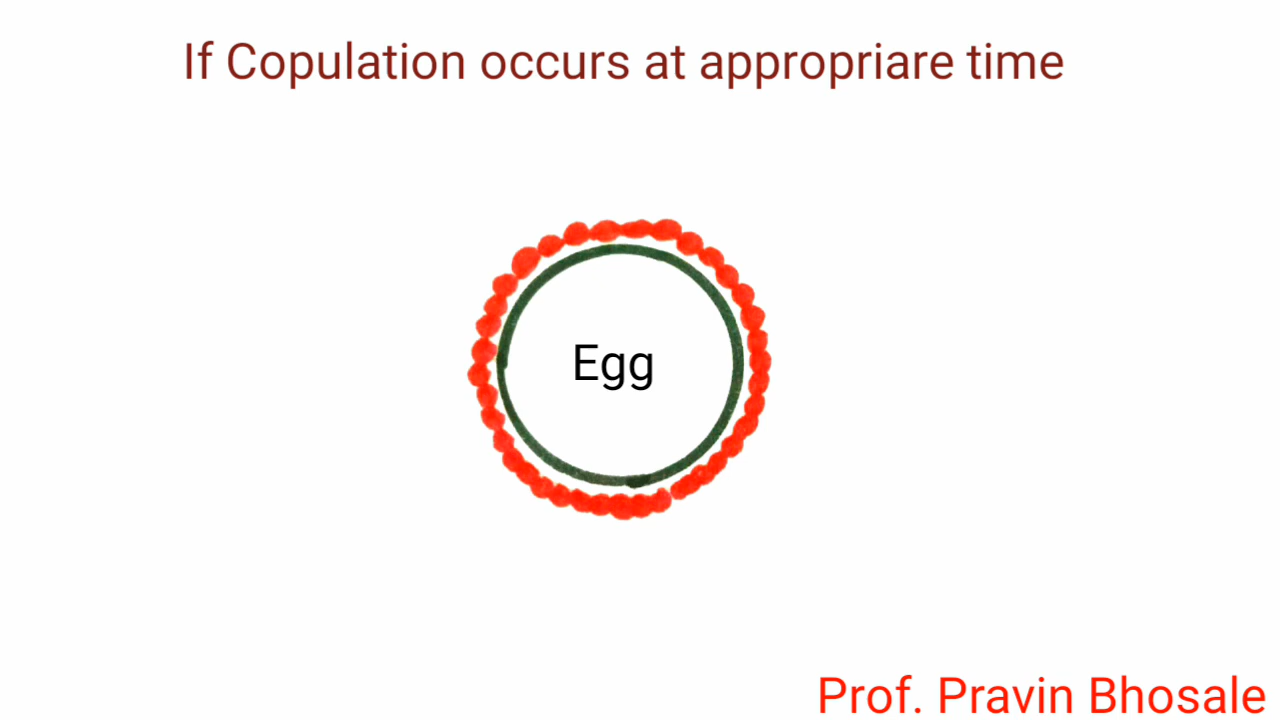 If Copulation occurs at appropriare time
Egg
Prof. Pravin Bhosale